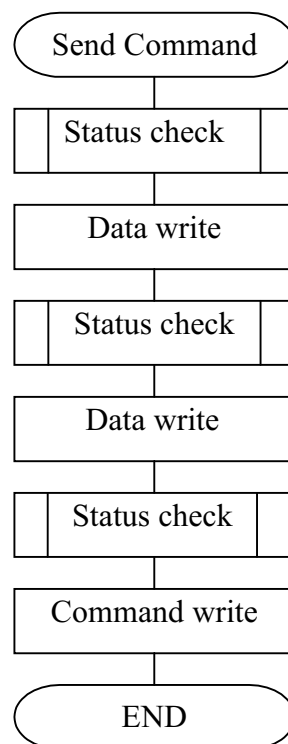 Send Command
Status check
Data write
Status check
Data write
Status check
Command write
END